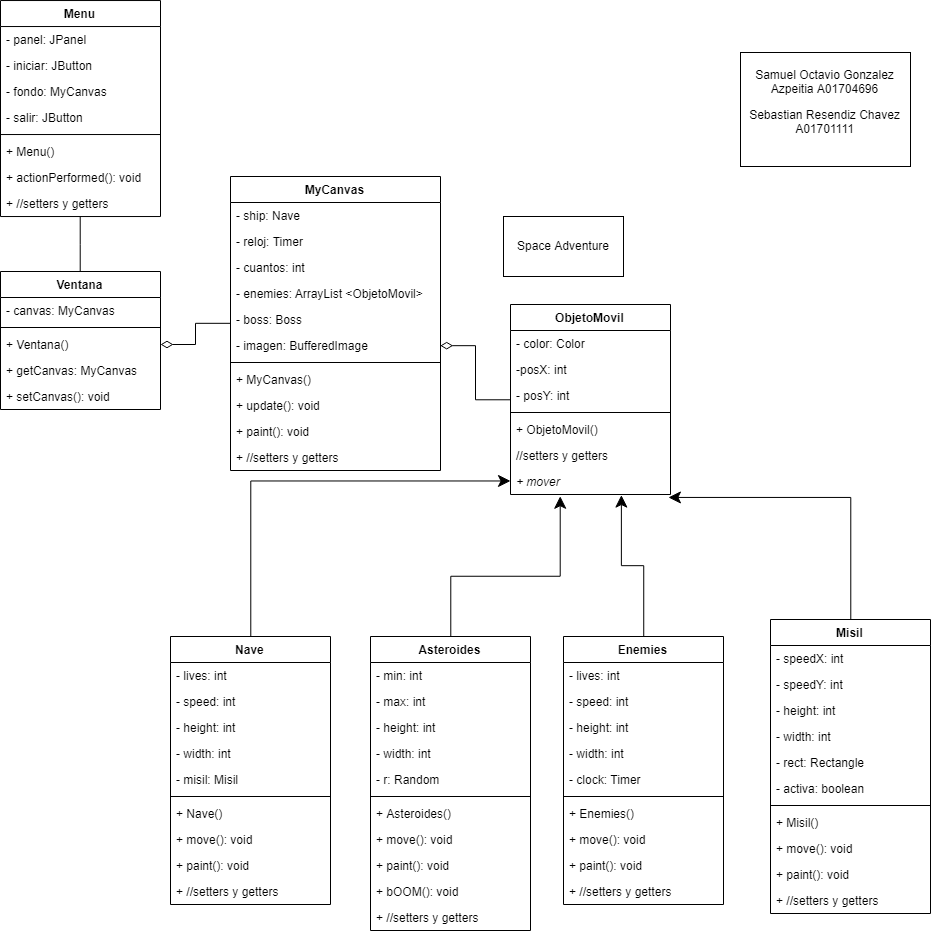 Menu
- panel: JPanel
- iniciar: JButton
- fondo: MyCanvas
- salir: JButton
+ Menu()
+ actionPerformed(): void
+ //setters y getters
Samuel Octavio Gonzalez
Azpeitia A01704696
Sebastian Resendiz Chavez
A01701111
MyCanvas
- ship: Nave
- reloj: Timer
- cuantos: int
- enemies: ArrayList <ObjetoMovil>
- boss: Boss
- imagen: BufferedImage
+ MyCanvas()
+ update(): void
+ paint(): void
+ //setters y getters
Space Adventure
Ventana
- canvas: MyCanvas
+ Ventana()
+ getCanvas: MyCanvas
+ setCanvas(): void
ObjetoMovil
- color: Color
-posX: int
- posY: int
+ ObjetoMovil()
//setters y getters
+ mover
Nave
- lives: int
- speed: int
- height: int
- width: int
- misil: Misil
+ Nave()
+ move(): void
+ paint(): void
+ //setters y getters
Asteroides
- min: int
- max: int
- height: int
- width: int
- r: Random
+ Asteroides()
+ move(): void
+ paint(): void
+ bOOM(): void
+ //setters y getters
Enemies
- lives: int
- speed: int
- height: int
- width: int
- clock: Timer
+ Enemies()
+ move(): void
+ paint(): void
+ //setters y getters
Misil
- speedX: int
- speedY: int
- height: int
- width: int
- rect: Rectangle
- activa: boolean
+ Misil()
+ move(): void
+ paint(): void
+ //setters y getters